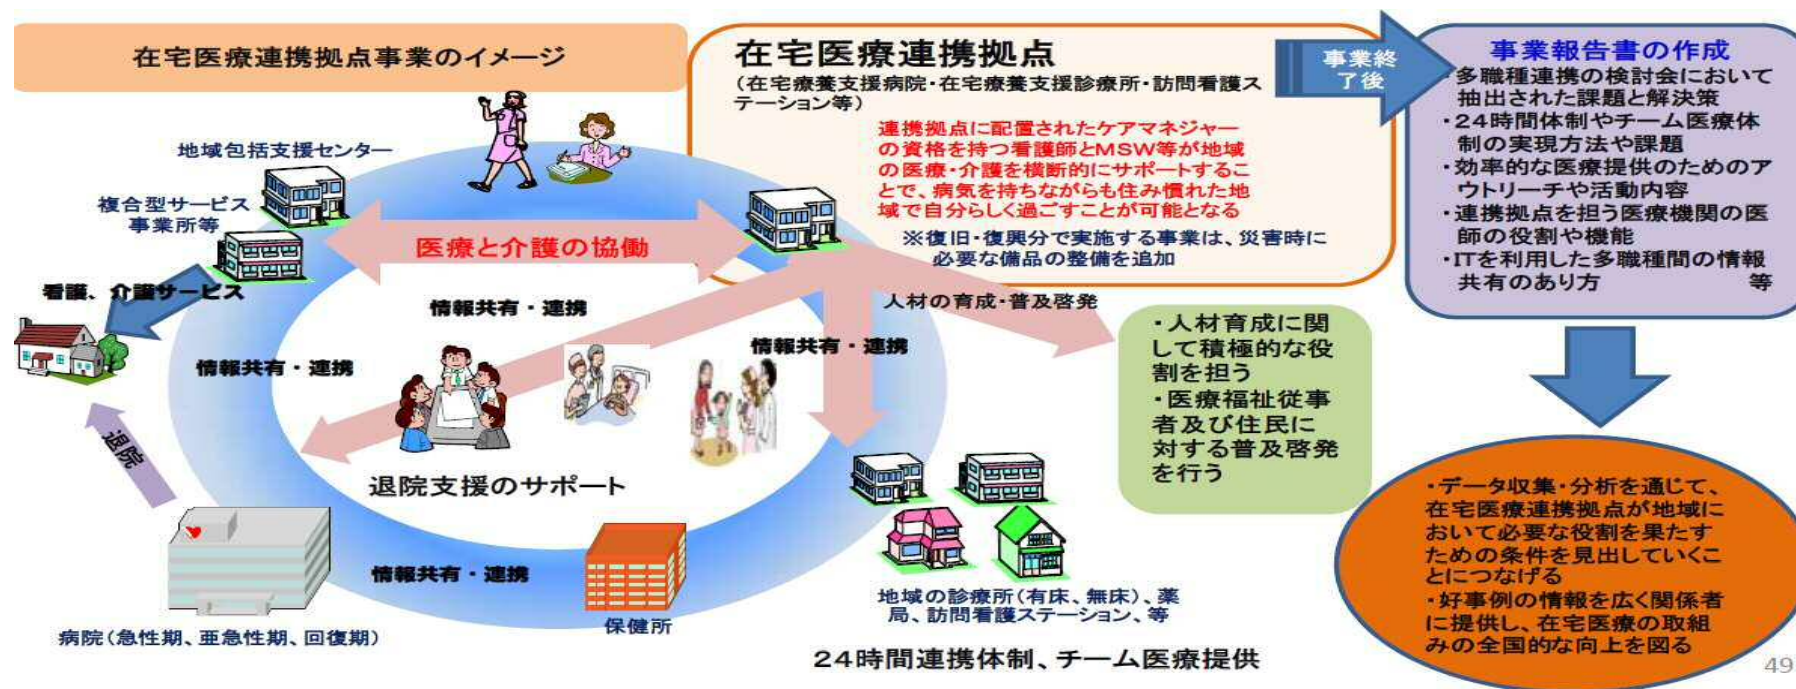 在宅医療連携拠点事業のイメージ
在宅医療連携拠点
(在宅療養支援病院・在宅療養支援診療所・訪問看護ス
テーション等)
連携拠点に配置されたケアマネジャー
の資格を持つ看護師とMSW等が地域
の医療・介護を横断的にサポートするこ
とで、病気を持ちながらも住み慣れた地
域で自分らしく過ごすことが可能となる
※復旧・復興分で実施する事業は、災害時に
必要な備品の整備を追加
事業終
了後
事業報告書の作成
・多職種連携の検討会において
抽出された課題と解決策
・24時間体制やチーム医療体
制の実現方法や課題
・効率的な医療提供のためのア
ウトリーチや活動内容
・連携拠点を担う医療機関の医
師の役割や機能
・ITを利用した多職種間の情報
共有のあり方 等
地域包括支援センター
複合型サービス
事業所等
医療と介護の協働
看護、介護サービス
情報共有・連携
人材の育成・普及啓発
情報共有・連携
情報共有・連携
・人材育成に関
して積極的な役
割を担う
・医療福祉従事
者及び住民に
対する普及啓発
を行う
退院
退院支援のサポート
情報共有・連携
病院(急性期、亜急性期、回復期)
保健所
地域の診療所(有床、無床)、薬
局、訪問看護ステーション、等
24時間連携体制、チーム医療提供
・データ収集・分析を通じて、
在宅医療連携拠点が地域に
おいて必要な役割を果たす
ための条件を見出していくこ
とにつなげる
・好事例の情報を広く関係者
に提供し、在宅医療の取組
みの全国的な向上を図る
49